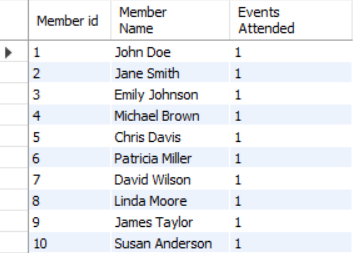 Member id Member Name Events Attended
1 John Doe 1
2 Jane Smith 1
3 Emily Johnson 1
4 Michael Brown 1
5 Chris Davis 1
6 Patricia Miller 1
7 David Wilson 1
8 Linda Moore 1
9 James Taylor 1
10 Susan Anderson 1